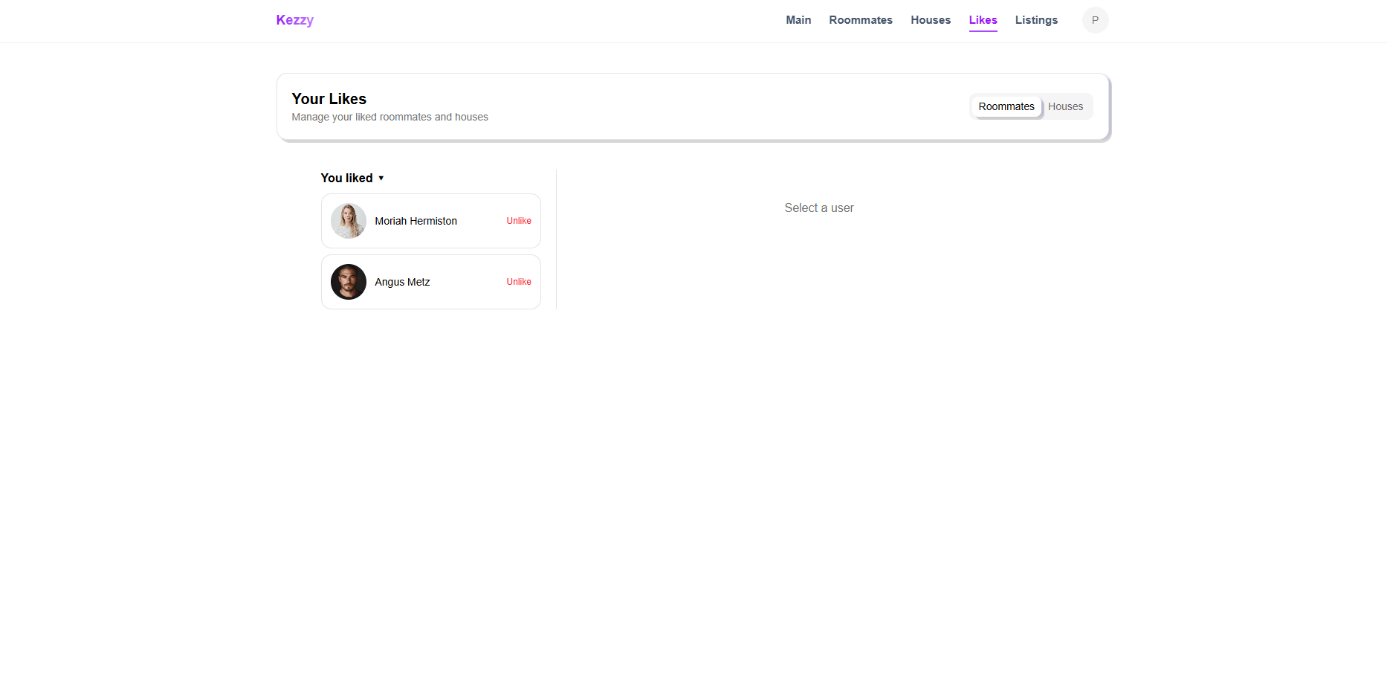 Kezzy Main Roommates Houses Likes Listings P
Your Likes
Manage your liked roommates and houses
Roommates Houses
You liked ▼
Moriah Hermiston Unlike
Angus Metz Unlike
Select a user